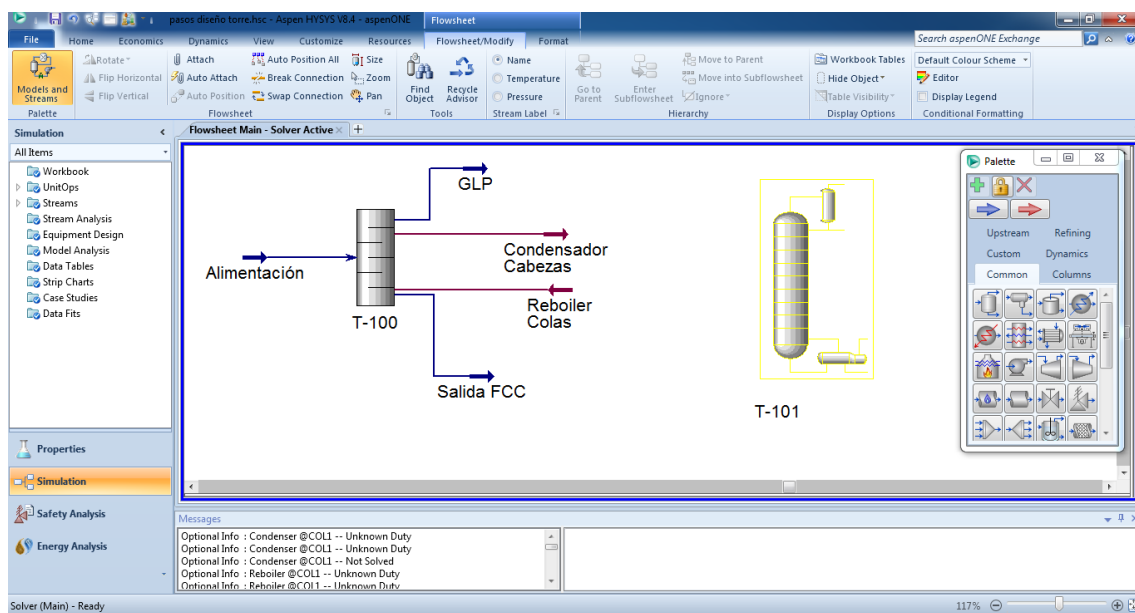 pasos diseño torre.hsc - Aspen HYSYS V8.4 - aspenONE
Flowsheet
File Home Economics Dynamics View Customize Resources Flowsheet/Modify Format
Search aspenONE Exchange
Models and Streams
Palette
Rotate
Flip Horizontal
Flip Vertical
Attach
Auto Attach
Auto Position
Auto Position All
Break Connection
Swap Connection
Size
Zoom
Pan
Flowsheet
Find Object
Recycle Advisor
Tools
Name
Temperature
Pressure
Stream Label
Go to Parent
Enter Subflowsheet
Move to Parent
Move into Subflowsheet
Ignore
Hierarchy
Workbook Tables
Hide Object
Table Visibility
Display Options
Default Colour Scheme
Editor
Display Legend
Conditional Formatting
Simulation
All Items
Workbook
UnitOps
Streams
Stream Analysis
Equipment Design
Model Analysis
Data Tables
Strip Charts
Case Studies
Data Fits
Properties
Simulation
Safety Analysis
Energy Analysis
Flowsheet Main - Solver Active
GLP
Condensador
Cabezas
Alimentación
Reboiler
Colas
T-100
Salida FCC
T-101
Palette
Upstream Refining
Custom Dynamics
Common Columns
Messages
Optional Info : Condenser @COL1 -- Unknown Duty
Optional Info : Condenser @COL1 -- Unknown Duty
Optional Info : Condenser @COL1 -- Not Solved
Optional Info : Reboiler @COL1 -- Unknown Duty
Optional Info : Reboiler @COL1 -- Unknown Duty
Solver (Main) - Ready
117%